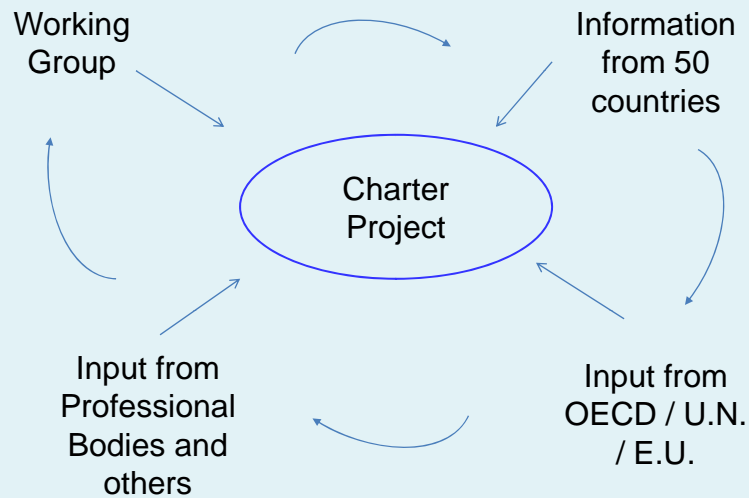 Working
Group
Information
from 50
countries
Charter
Project
Input from
Professional
Bodies and
others
Input from
OECD / U.N.
/ E.U.